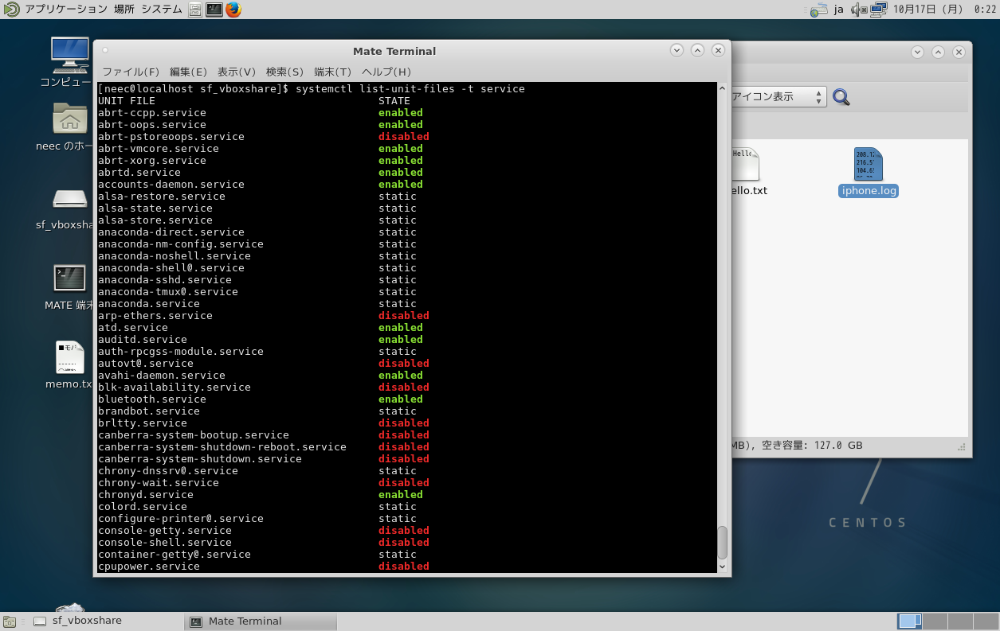 アプリケーション 場所 システム
ja
10月17日 (月) 0:22
コンピュー
neec のホー
sf_vboxsha
MATE 端末
■モバ
memo.tx
Mate Terminal
ファイル(F) 編集(E) 表示(V) 検索(S) 端末(T) ヘルプ(H)
[neec@localhost sf_vboxshare]$ systemctl list-unit-files -t service
UNIT FILE STATE
abrt-ccpp.service enabled
abrt-oops.service enabled
abrt-pstoreoops.service disabled
abrt-vmcore.service enabled
abrt-xorg.service enabled
abrtd.service enabled
accounts-daemon.service enabled
alsa-restore.service static
alsa-state.service static
alsa-store.service static
anaconda-direct.service static
anaconda-nm-config.service static
anaconda-noshell.service static
anaconda-shell@.service static
anaconda-sshd.service static
anaconda-tmux@.service static
anaconda.service static
arp-ethers.service disabled
atd.service enabled
auditd.service enabled
auth-rpcgss-module.service static
autovt@.service disabled
avahi-daemon.service enabled
blk-availability.service disabled
bluetooth.service enabled
brandbot.service static
brltty.service disabled
canberra-system-bootup.service disabled
canberra-system-shutdown-reboot.service disabled
canberra-system-shutdown.service disabled
chrony-dnssrv@.service static
chrony-wait.service disabled
chronyd.service enabled
colord.service static
configure-printer@.service static
console-getty.service disabled
console-shell.service disabled
container-getty@.service static
cpupower.service disabled
アイコン表示
Hello
ello.txt
208.12
216.5
104.63
iphone.log
MB), 空き容量: 127.0 GB
7
CENTOS
sf_vboxshare
Mate Terminal